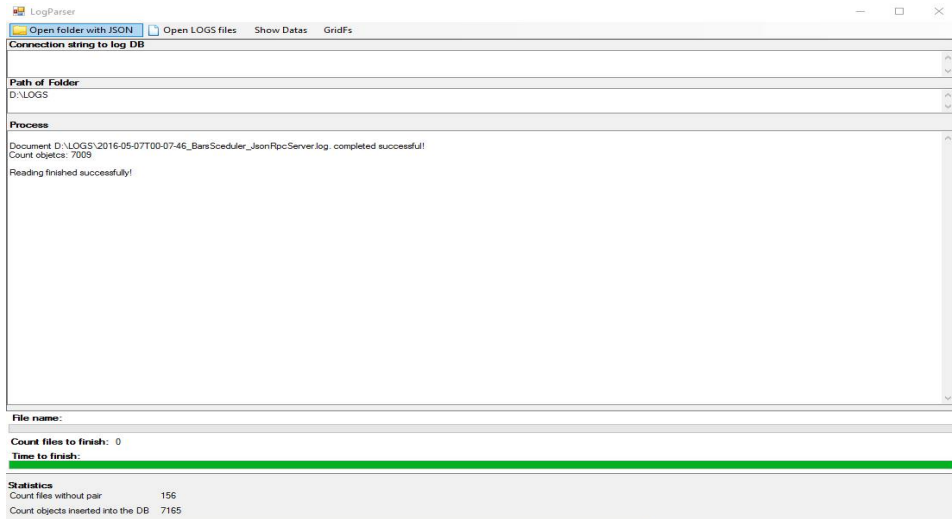 LogParser
Open folder with JSON Open LOGS files Show Datas GridFs
Connection string to log DB
Path of Folder
D:\LOGS
Process
Document D:\LOGS\2016-05-07T00-07-46_BarsSceduler_JsonRpcServer.log. completed successful!
Count objetcs: 7009
Reading finished successfully!
File name:
Count files to finish: 0
Time to finish:
Statistics
Count files without pair 156
Count objects inserted into the DB 7165